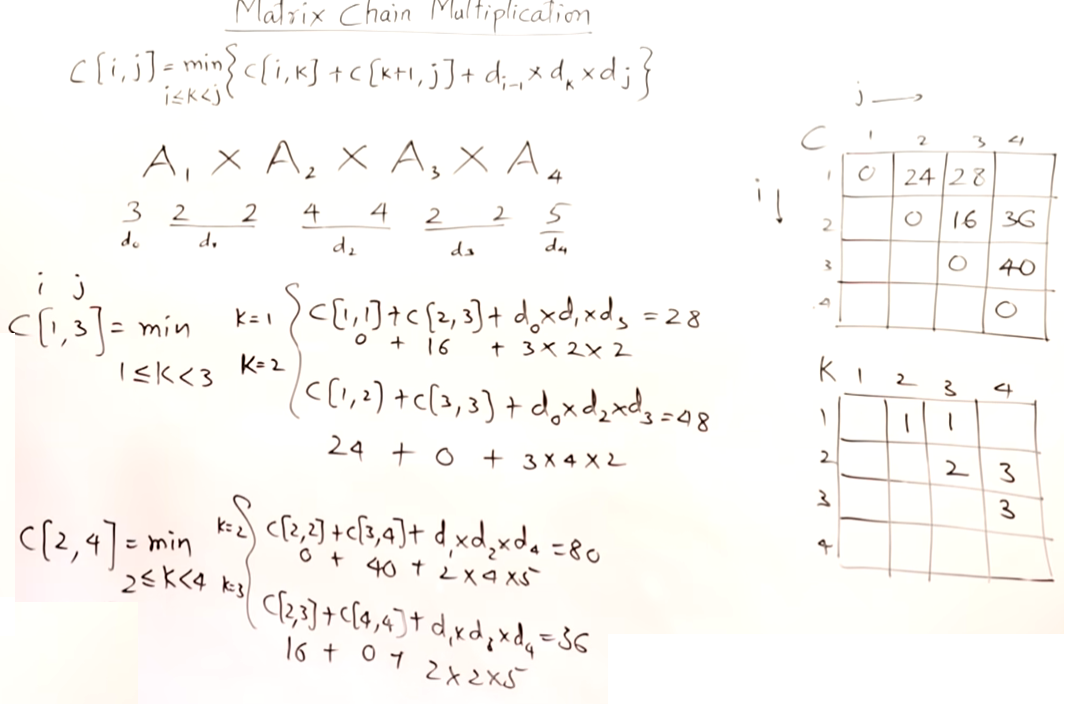 Matrix Chain Multiplication
C[i,j] = min { C[i,k] + C[k+1,j] + dᵢ₋₁ × dₖ × dj }
i≤k<j
A₁ × A₂ × A₃ × A₄
3 2 2 4 4 2 2 5
d₀ d₁ d₂ d₃ d₄
i j
C[1,3] = min
1≤K<3
K=1 C[1,1] + C[2,3] + d₀×d₁×d₃ = 28
0 + 16 + 3×2×2
K=2 C[1,2) + C[3,3] + d₀×d₂×d₃ = 48
24 + 0 + 3×4×2
C[2,4] = min
2≤K<4
K=2 C[2,2] + C[3,4] + d₁×d₂×d₄ = 80
0 + 40 + 2×4×5
K=3 C[2,3] + C[4,4] + d₁×d₃×d₄ = 36
16 + 0 + 2×2×5
j →
C 1 2 3 4
i ↓
1 0 24 28
2 0 16 36
3 0 40
4 0
K 1 2 3 4
1 1 1
2 2 3
3 3
4